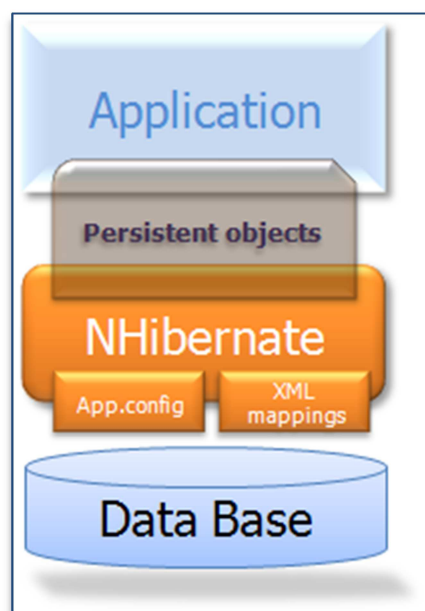 Application
Persistent objects
NHibernate
App.config
XML
mappings
Data Base